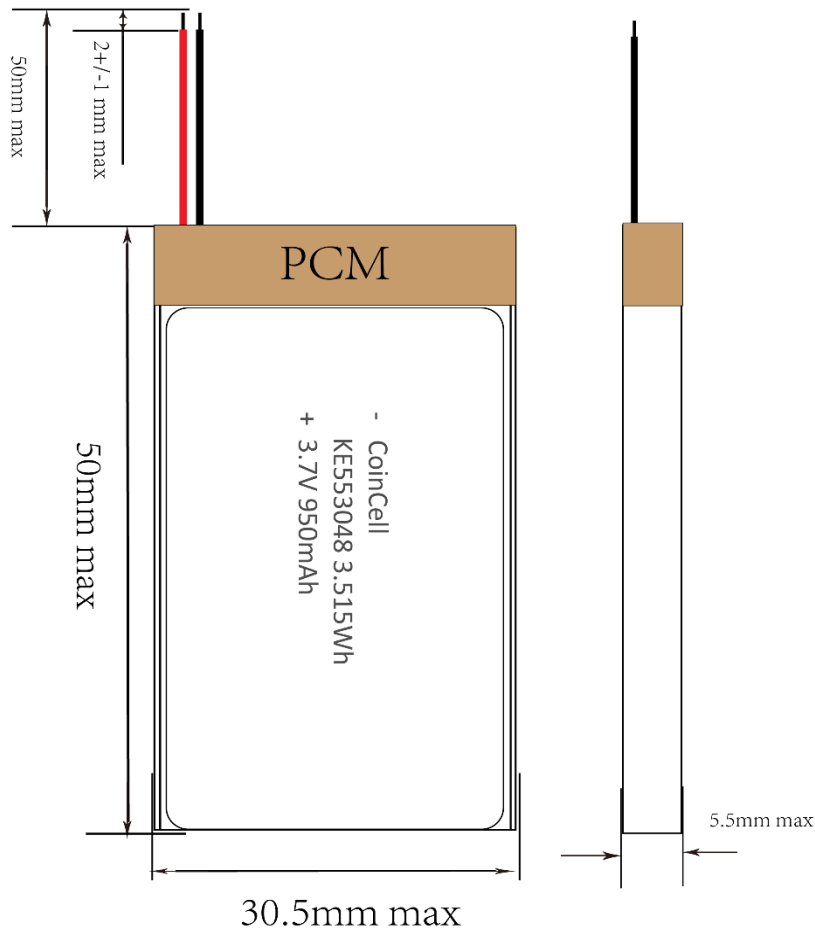 50mm max
2+/-1 mm max
PCM
50mm max
- CoinCell
KE553048 3.515Wh
+ 3.7V 950mAh
5.5mm max
30.5mm max